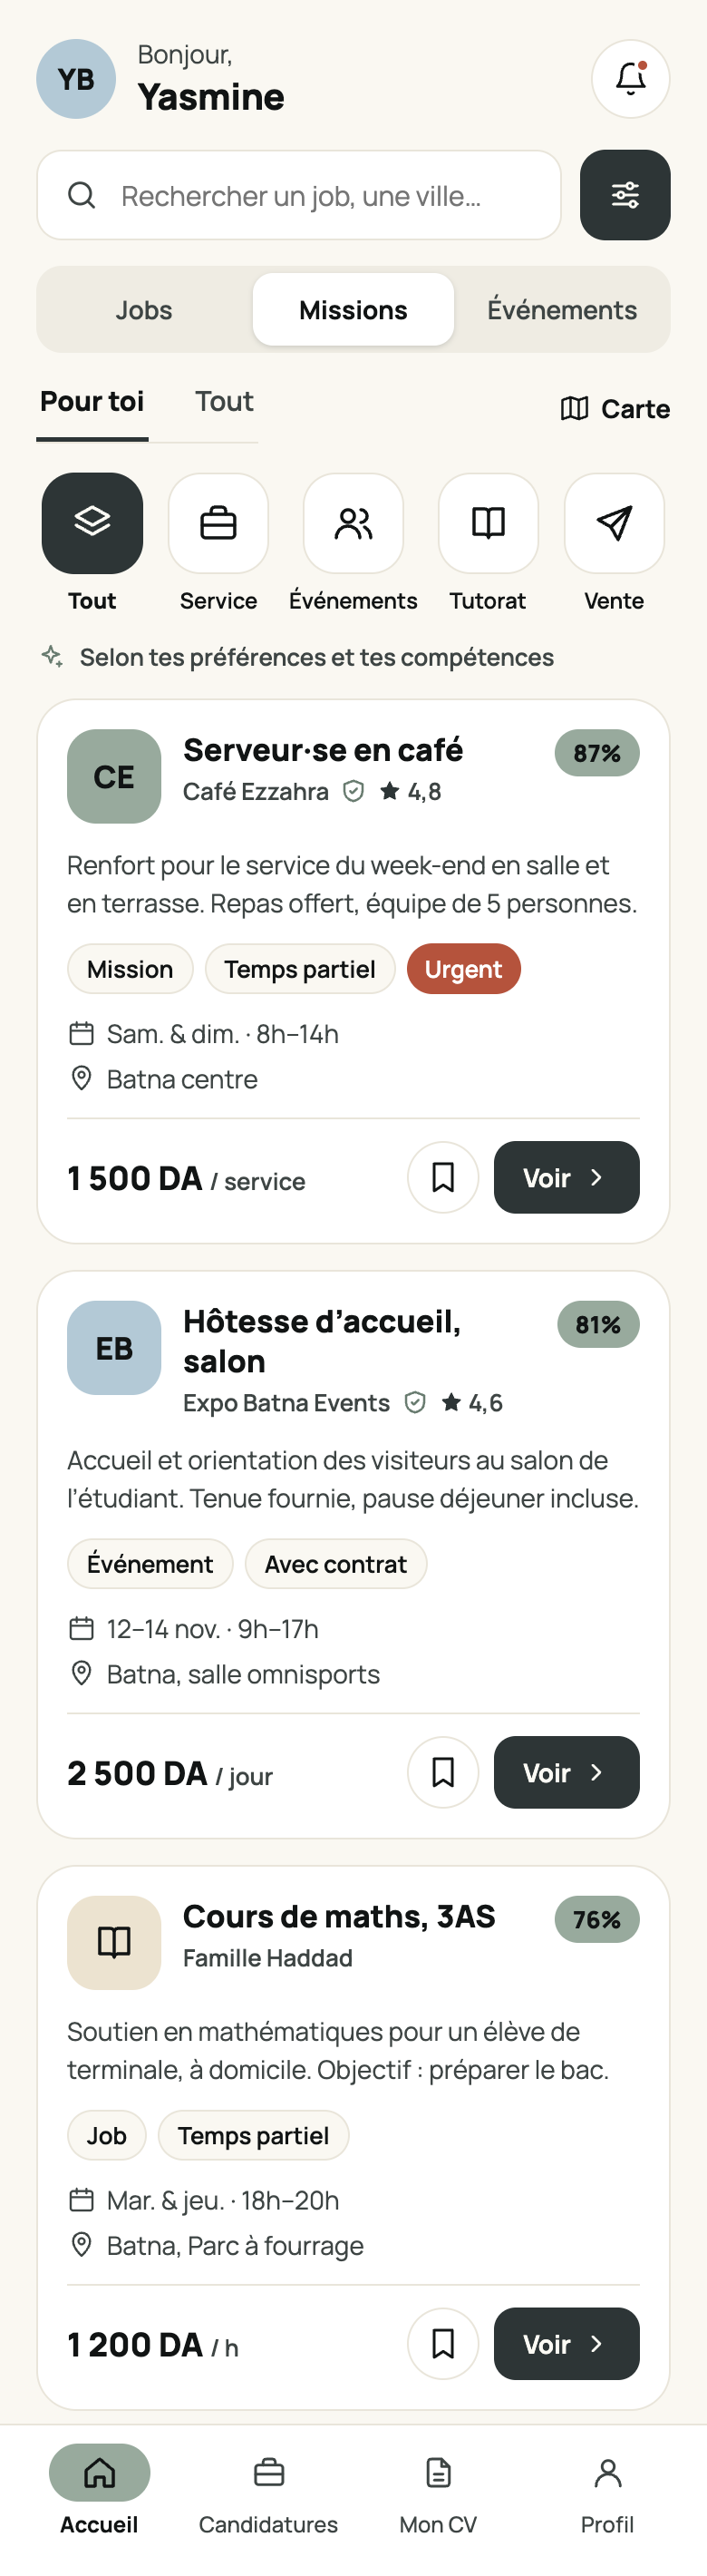 YB
Bonjour,
Yasmine
Rechercher un job, une ville...
Jobs
Missions
Événements
Pour toi
Tout
Carte
Tout
Service
Événements
Tutorat
Vente
Selon tes préférences et tes compétences
CE
Serveur·se en café
87%
Café Ezzahra
4,8
Renfort pour le service du week-end en salle et
en terrasse. Repas offert, équipe de 5 personnes.
Mission
Temps partiel
Urgent
Sam. & dim. · 8h–14h
Batna centre
1 500 DA / service
Voir
EB
Hôtesse d’accueil,
salon
81%
Expo Batna Events
4,6
Accueil et orientation des visiteurs au salon de
l’étudiant. Tenue fournie, pause déjeuner incluse.
Événement
Avec contrat
12–14 nov. · 9h–17h
Batna, salle omnisports
2 500 DA / jour
Voir
Cours de maths, 3AS
76%
Famille Haddad
Soutien en mathématiques pour un élève de
terminale, à domicile. Objectif : préparer le bac.
Job
Temps partiel
Mar. & jeu. · 18h–20h
Batna, Parc à fourrage
1 200 DA / h
Voir
Accueil
Candidatures
Mon CV
Profil